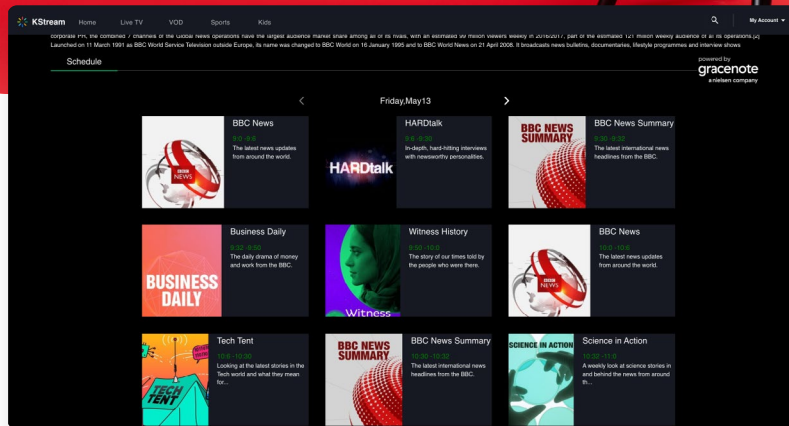 KStream Home Live TV VOD Sports Kids My Account
corporate PH, the combined 7 channels of the Global News operations have the largest audience market share among all of its rivals, with an estimated 99 million viewers weekly in 2016/2017, part of the estimated 121 million weekly audience of all its operations.[2]
Launched on 11 March 1991 as BBC World Service Television outside Europe, its name was changed to BBC World on 16 January 1995 and to BBC World News on 21 April 2008. It broadcasts news bulletins, documentaries, lifestyle programmes and interview shows
Schedule
powered by
gracenote
a nielsen company
Friday,May13
BBC NEWS
BBC News
9:0 -9:6
The latest news updates
from around the world.
HARDtalk
HARDtalk
9:6 -9:30
In-depth, hard-hitting interviews
with newsworthy personalities.
BBC NEWS
SUMMARY
BBC News Summary
9:30 -9:32
The latest international news
headlines from the BBC.
BUSINESS
DAILY
Business Daily
9:32 -9:50
The daily drama of money
and work from the BBC.
Witness
Witness History
9:50 -10:0
The story of our times told by
the people who were there.
BBC NEWS
BBC News
10:0 -10:6
The latest news updates
from around the world.
TECH
TENT
Tech Tent
10:6 -10:30
Looking at the latest stories in the
Tech world and what they mean
for...
BBC NEWS
SUMMARY
BBC News Summary
10:30 -10:32
The latest international news
headlines from the BBC.
SCIENCE IN ACTION
Science in Action
10:32 -11:0
A weekly look at science stories in
and behind the news from around
th...